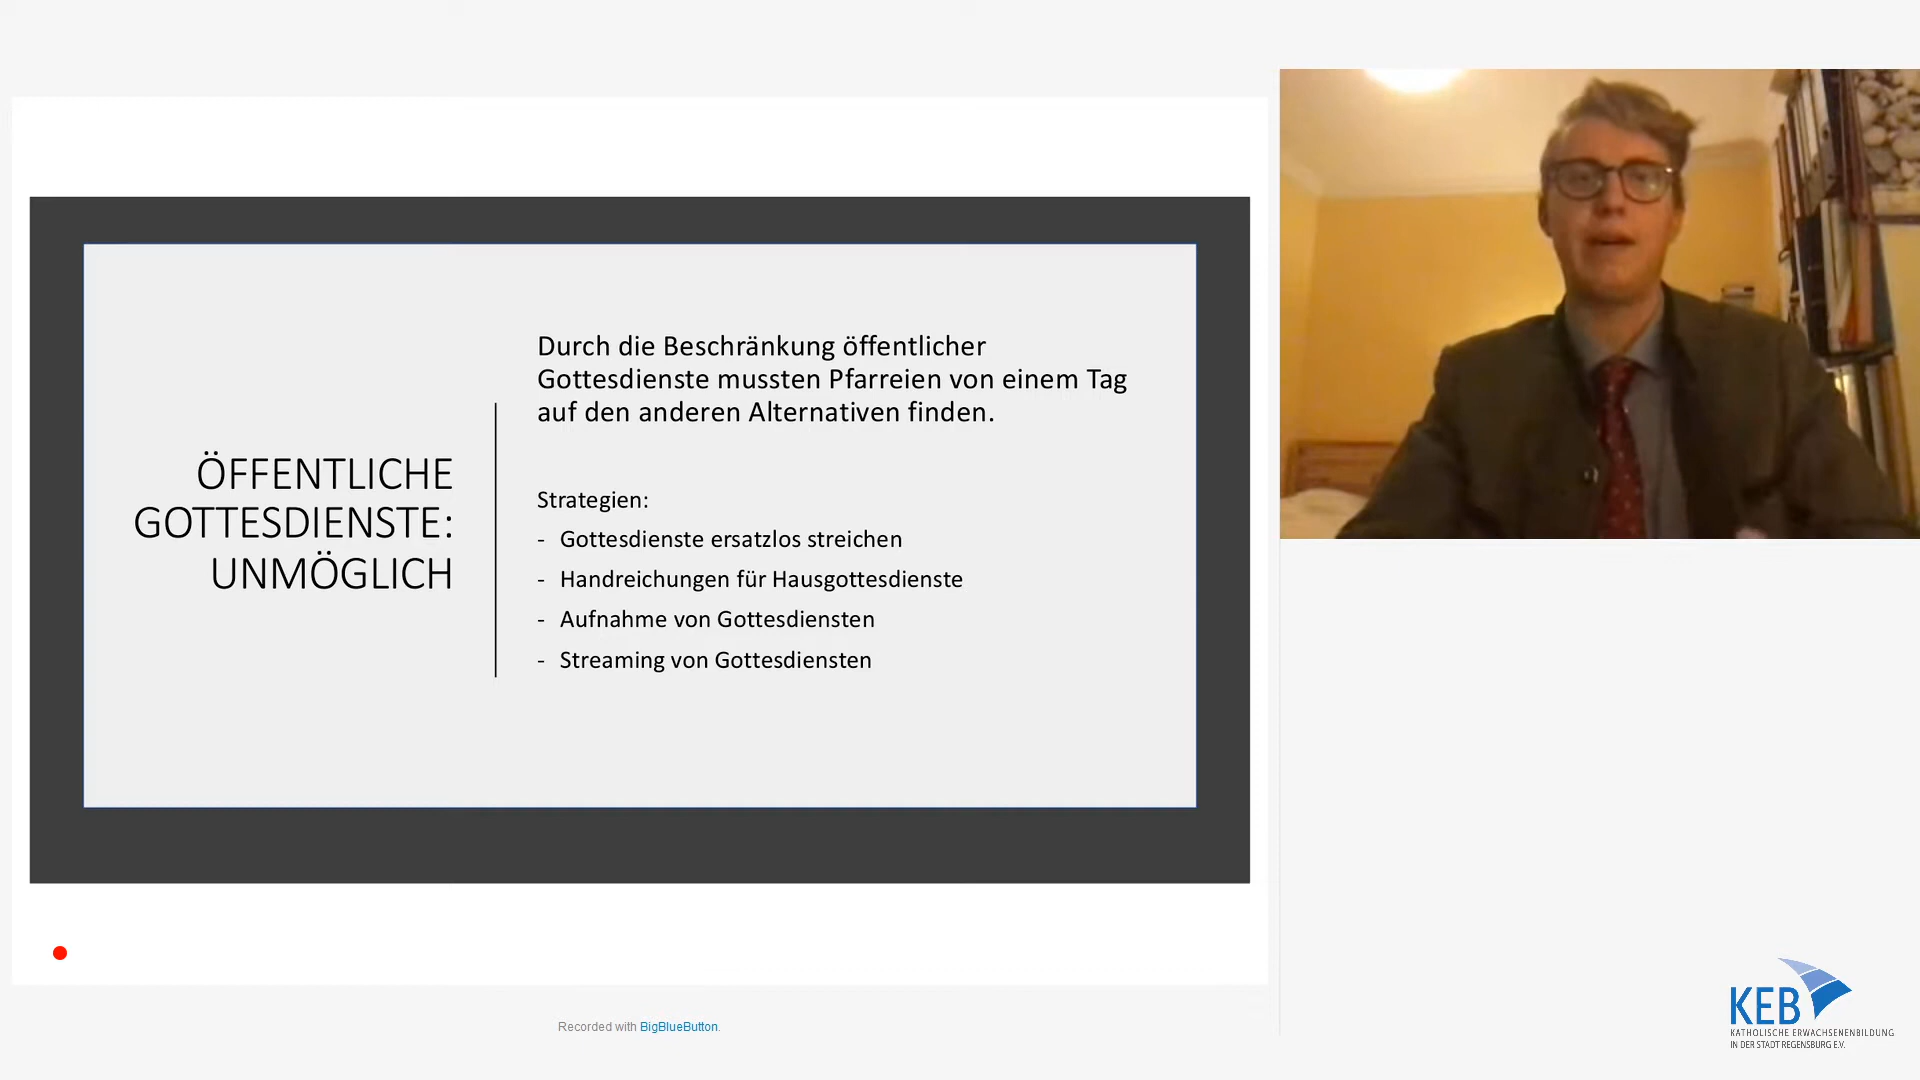 ÖFFENTLICHE
GOTTESDIENSTE:
UNMÖGLICH
Durch die Beschränkung öffentlicher
Gottesdienste mussten Pfarreien von einem Tag
auf den anderen Alternativen finden.
Strategien:
- Gottesdienste ersatzlos streichen
- Handreichungen für Hausgottesdienste
- Aufnahme von Gottesdiensten
- Streaming von Gottesdiensten
Recorded with BigBlueButton.
KEB
KATHOLISCHE ERWACHSENENBILDUNG
IN DER STADT REGENSBURG E.V.